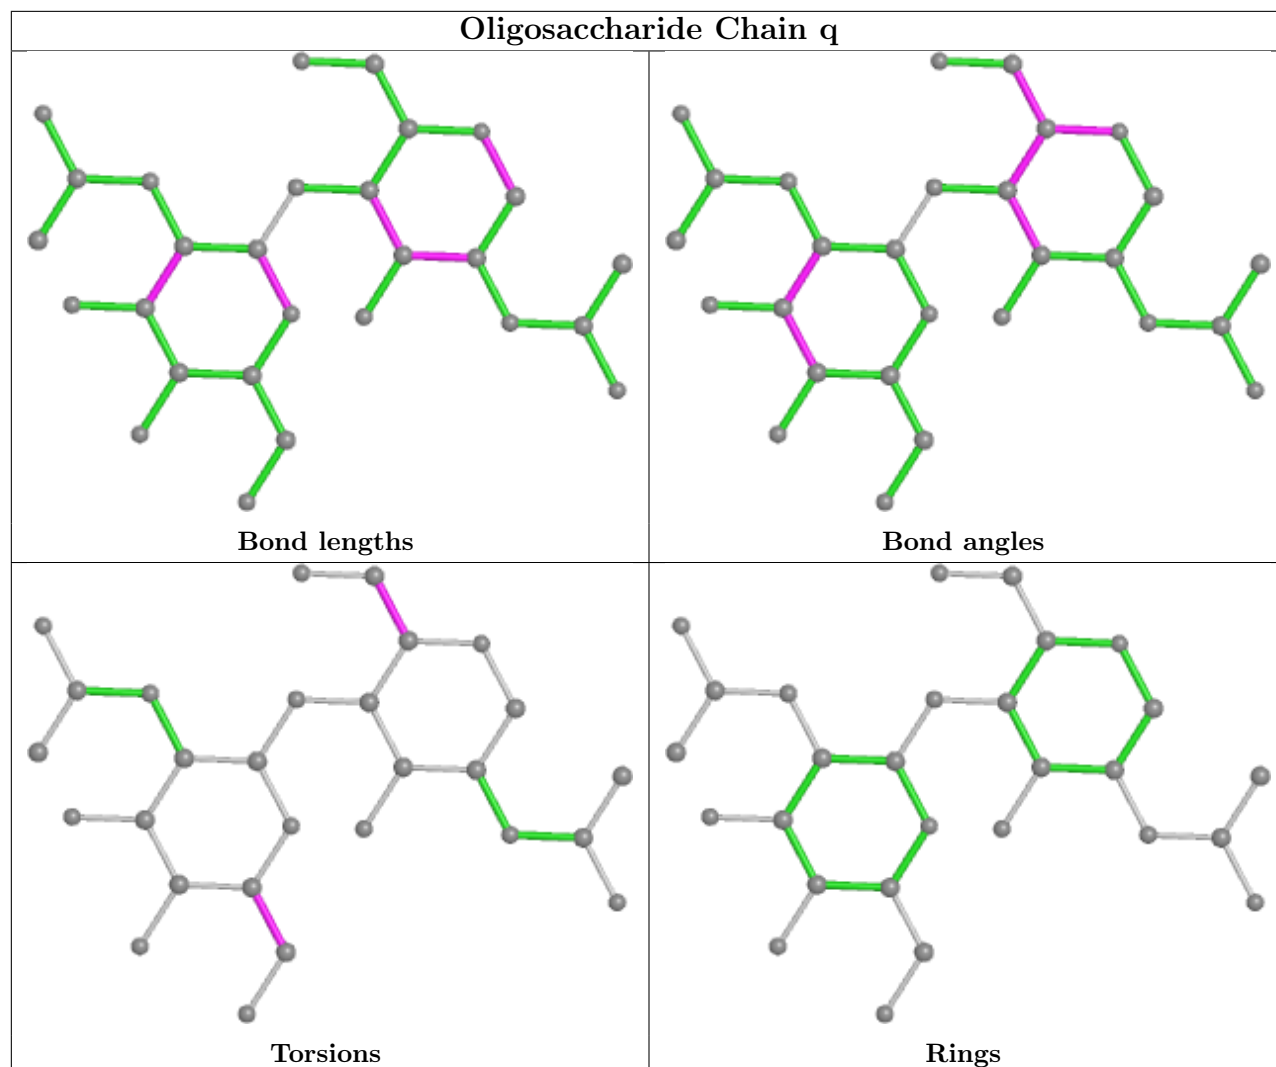 Oligosaccharide Chain q
Bond lengths
Bond angles
Torsions
Rings